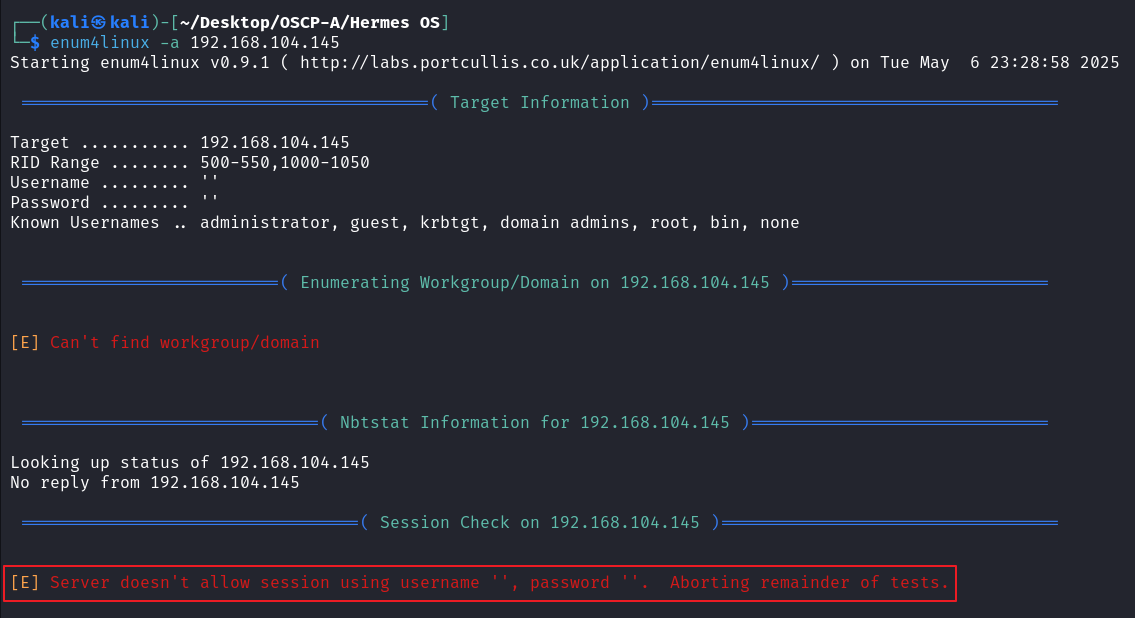 ┌──(kali㉿kali)-[~/Desktop/OSCP-A/Hermes OS]
└─$ enum4linux -a 192.168.104.145
Starting enum4linux v0.9.1 ( http://labs.portcullis.co.uk/application/enum4linux/ ) on Tue May  6 23:28:58 2025
=========================================( Target Information )=========================================
Target ........... 192.168.104.145
RID Range ........ 500-550,1000-1050
Username ......... ''
Password ......... ''
Known Usernames .. administrator, guest, krbtgt, domain admins, root, bin, none
==========================( Enumerating Workgroup/Domain on 192.168.104.145 )==========================
[E] Can't find workgroup/domain
==============================( Nbtstat Information for 192.168.104.145 )==============================
Looking up status of 192.168.104.145
No reply from 192.168.104.145
==================================( Session Check on 192.168.104.145 )==================================
[E] Server doesn't allow session using username '', password ''.  Aborting remainder of tests.